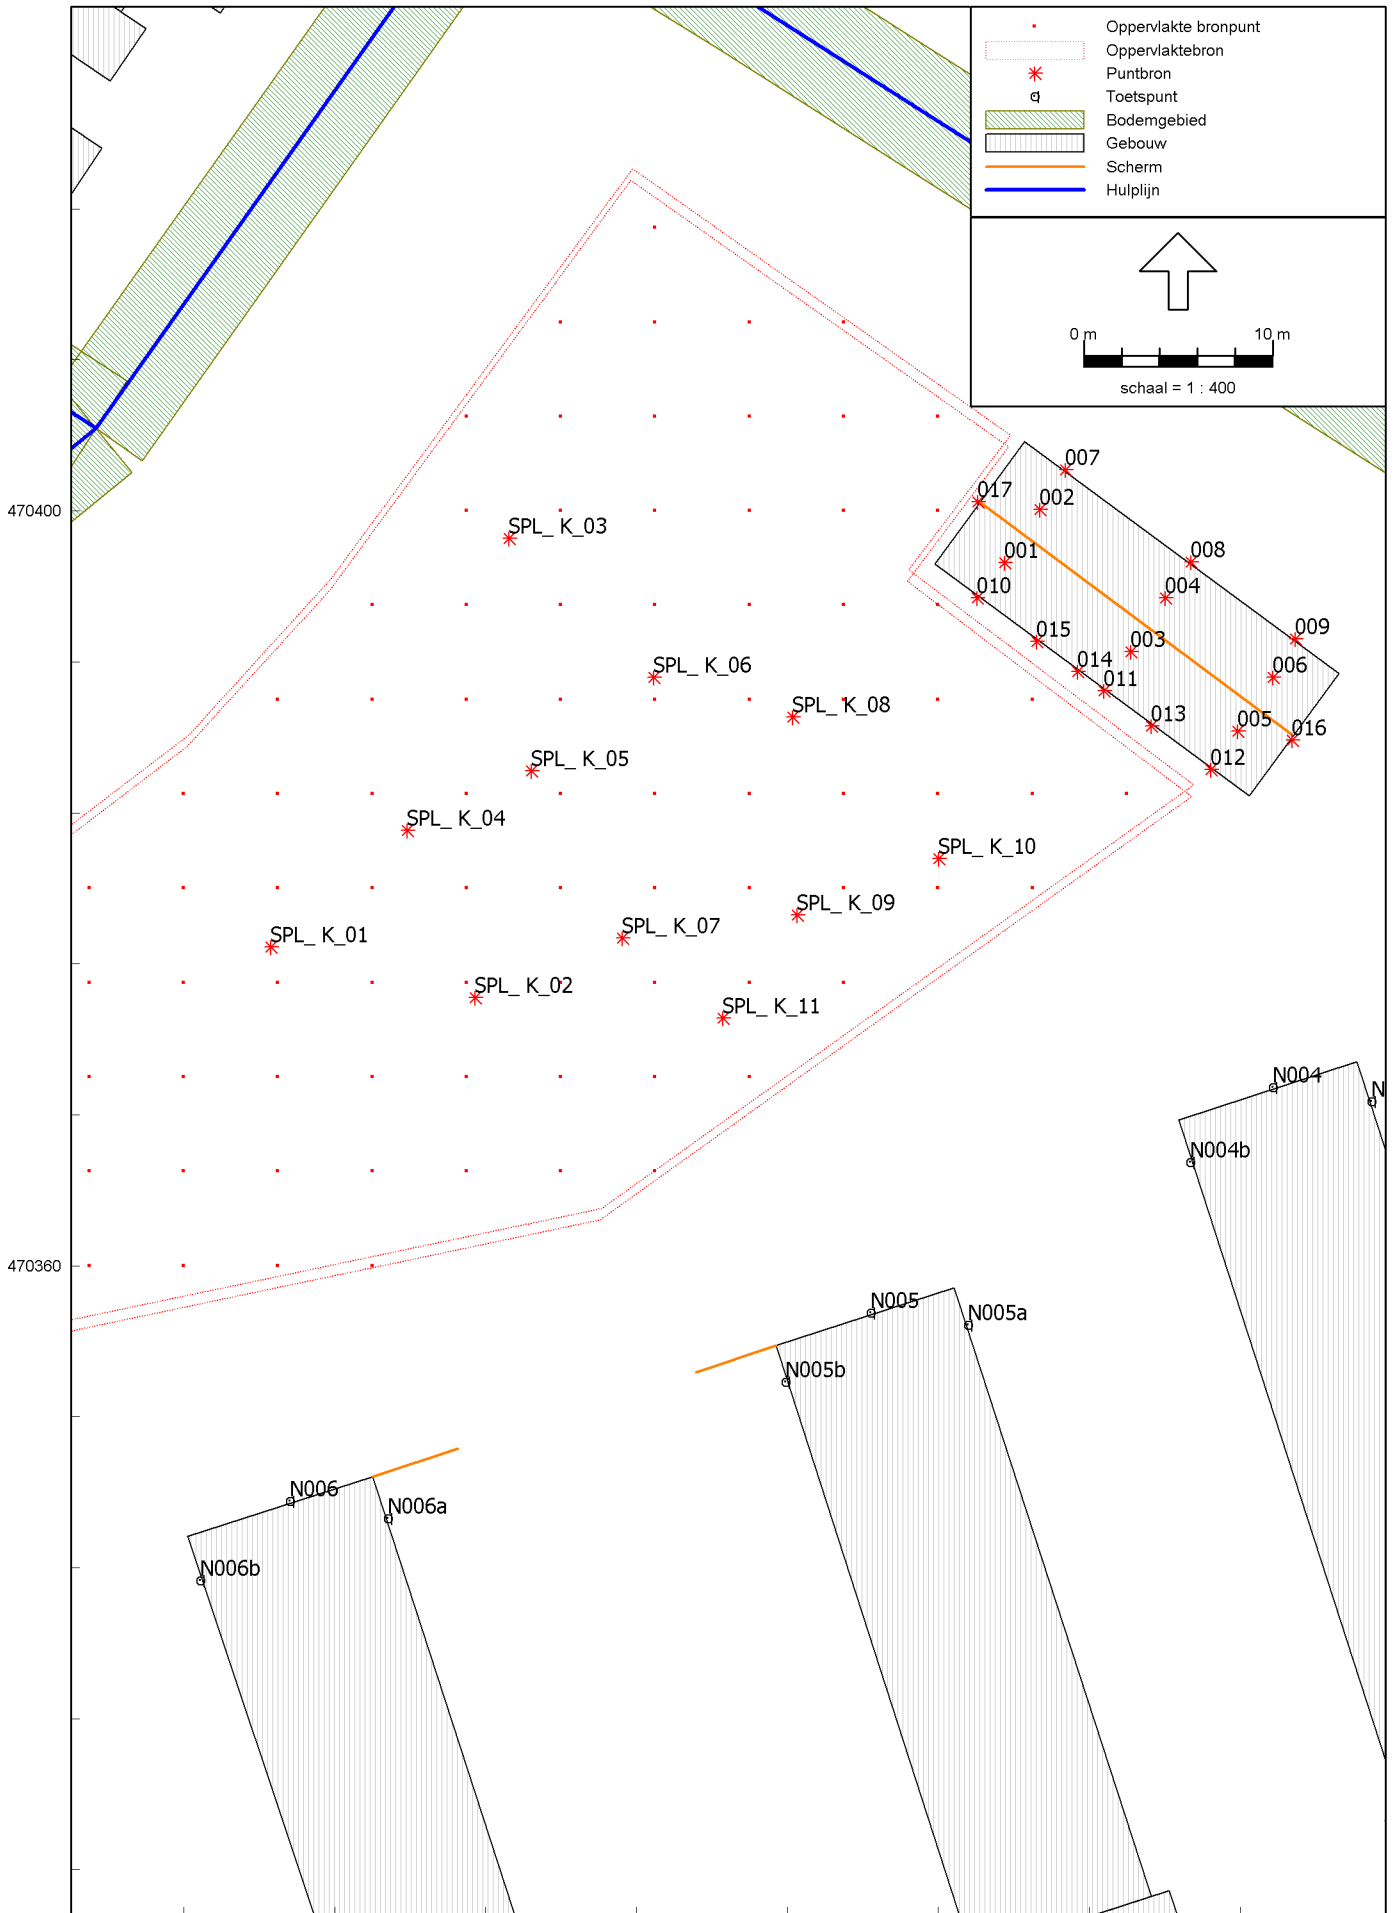 Oppervlakte bronpunt
Oppervlaktebron
Puntbron
Toetspunt
Bodemgebied
Gebouw
Scherm
Hulplijn
0 m
10 m
schaal = 1 : 400
007
017
002
470400
SPL_ K_03
001
008
010
004
015
009
003
014
006
SPL_ K_06
011
SPL_ K_08
013
005
016
SPL_ K_05
012
SPL_ K_04
SPL_ K_10
SPL_ K_09
SPL_ K_07
SPL_ K_01
SPL_ K_02
SPL_ K_11
N004
N
N004b
470360
N005
N005a
N005b
N006
N006a
N006b